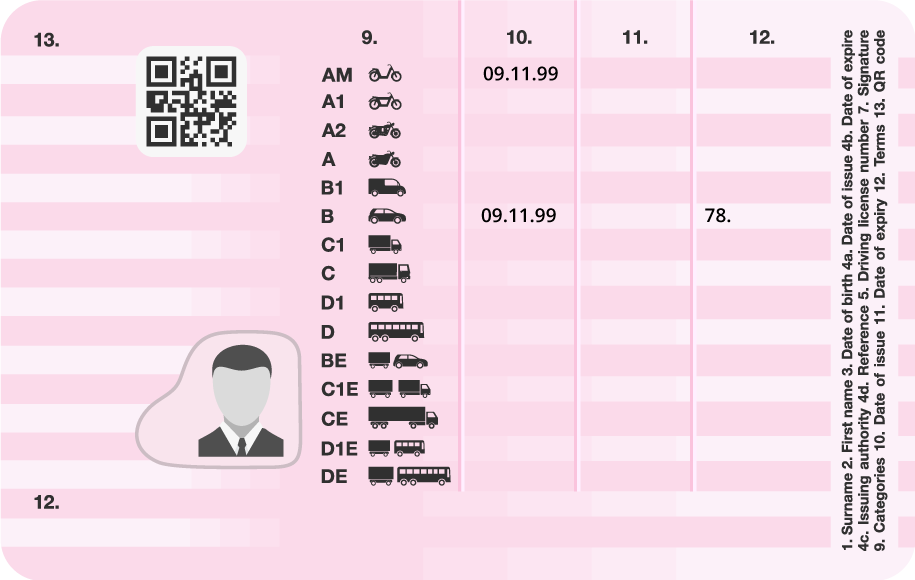 13.
9. 10. 11. 12.
AM 09.11.99
A1
A2
A
B1
B 09.11.99 78.
C1
C
D1
D
BE
C1E
CE
D1E
DE
12.
1. Surname 2. First name 3. Date of birth 4a. Date of issue 4b. Date of expire
4c. Issuing authority 4d. Reference 5. Driving license number 7. Signature
9. Categories 10. Date of issue 11. Date of expiry 12. Terms 13. QR code